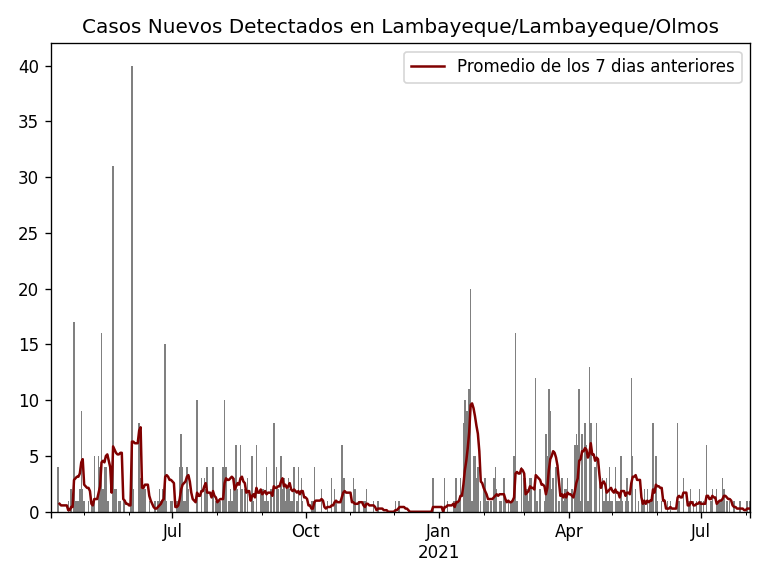 Casos Nuevos Detectados en Lambayeque/Lambayeque/Olmos
Promedio de los 7 dias anteriores
40
35
30
25
20
15
10
5
0
Jul
Oct
Jan
2021
Apr
Jul